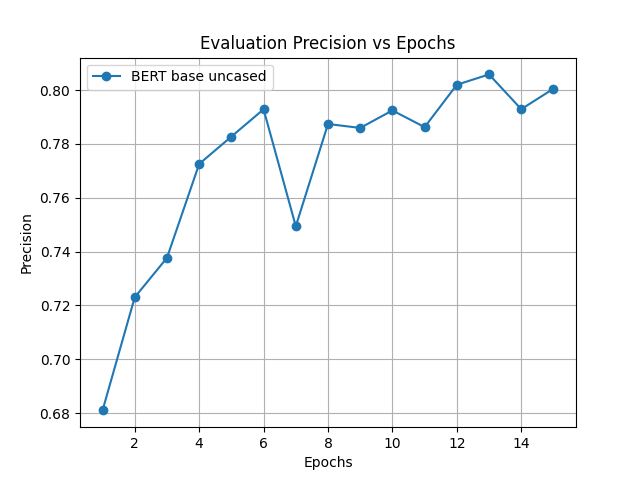 Evaluation Precision vs Epochs
BERT base uncased
0.80
0.78
0.76
0.74
0.72
0.70
0.68
Precision
2 4 6 8 10 12 14
Epochs